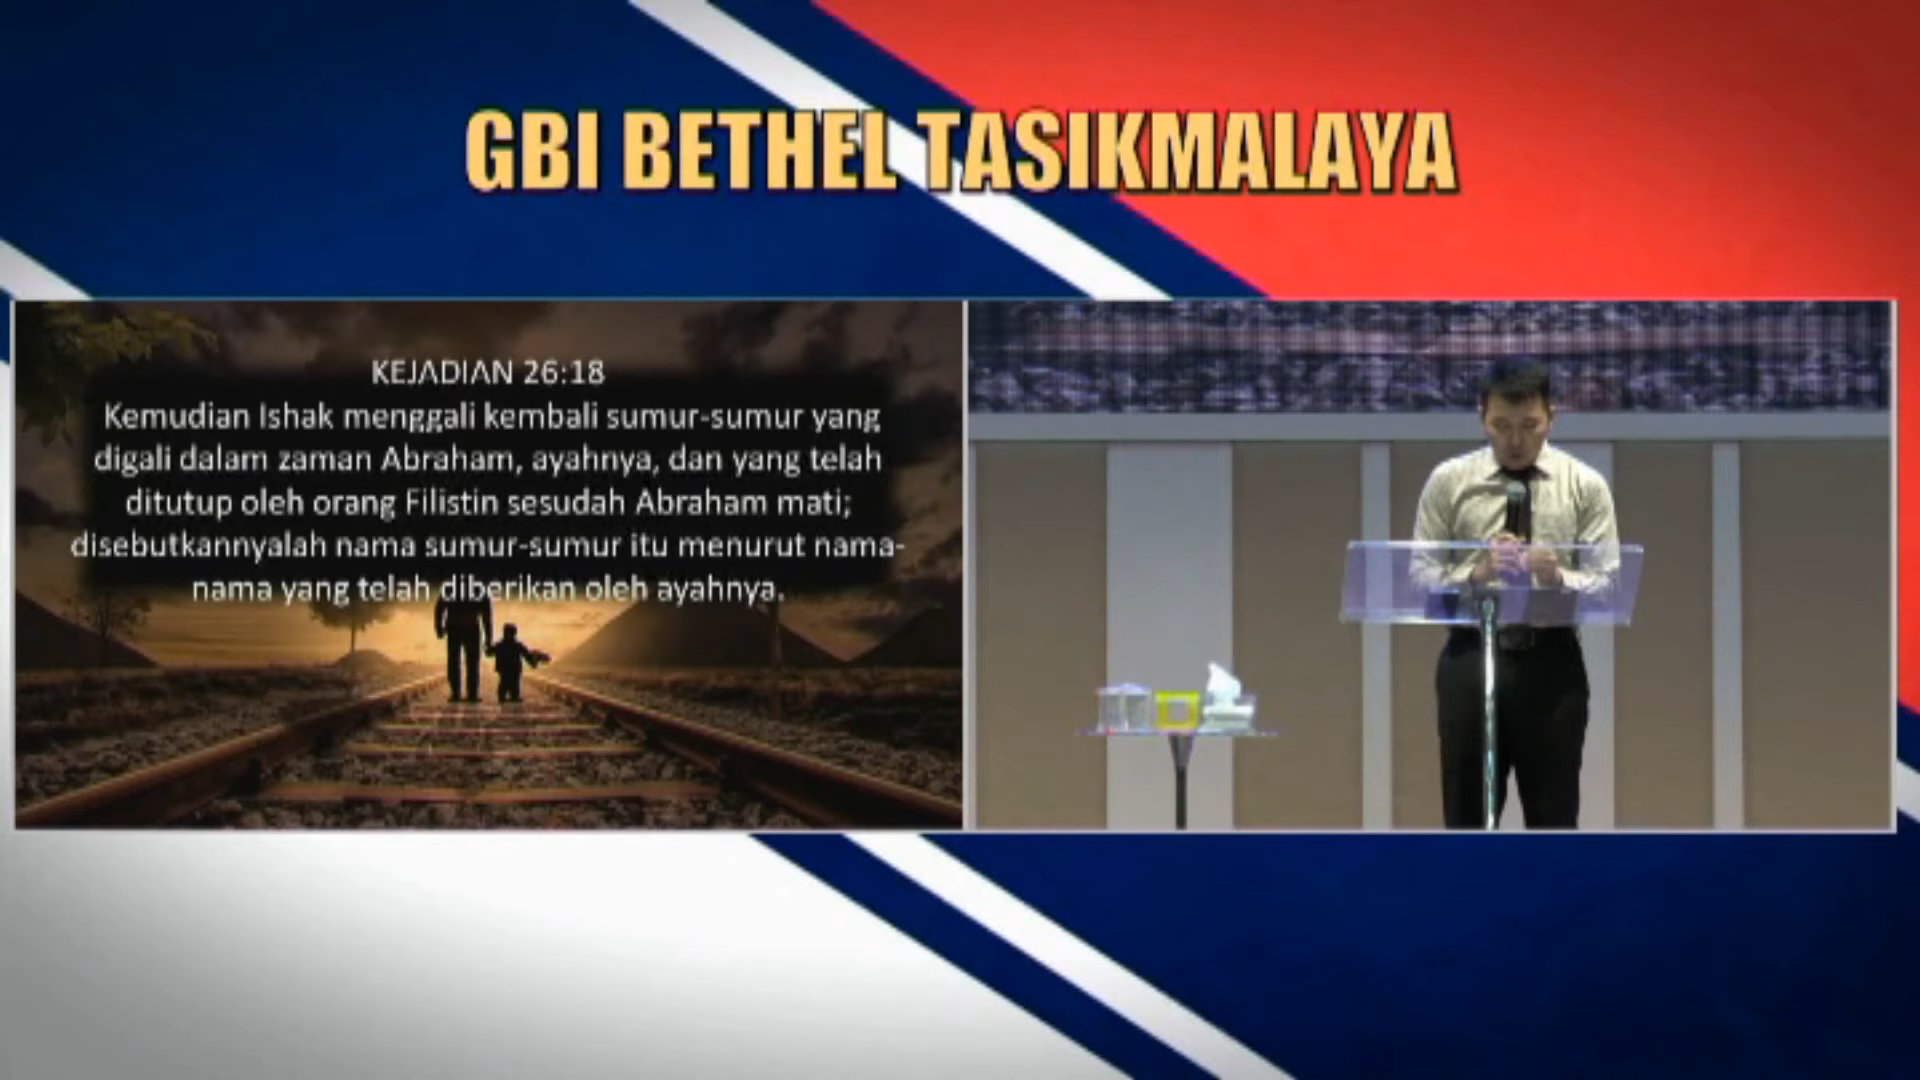 GBI BETHEL TASIKMALAYA
KEJADIAN 26:18
Kemudian Ishak menggali kembali sumur-sumur yang
digali dalam zaman Abraham, ayahnya, dan yang telah
ditutup oleh orang Filistin sesudah Abraham mati;
disebutkannyalah nama sumur-sumur itu menurut nama-
nama yang telah diberikan oleh ayahnya.